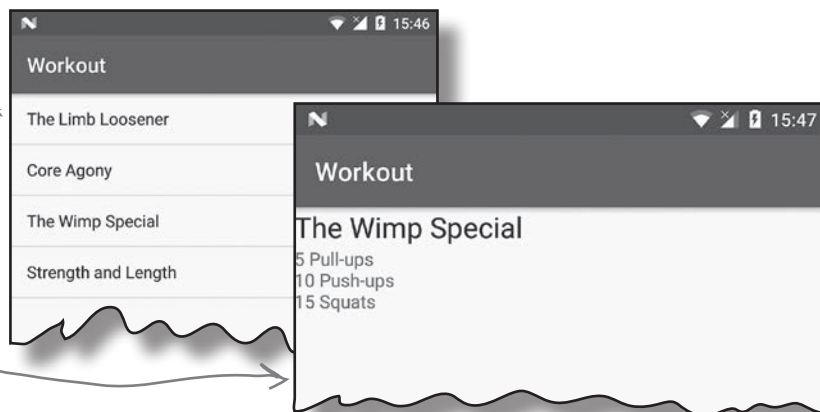 15:46
Workout
The Limb Loosener
Core Agony
The Wimp Special
Strength and Length
15:47
Workout
The Wimp Special
5 Pull-ups
10 Push-ups
15 Squats